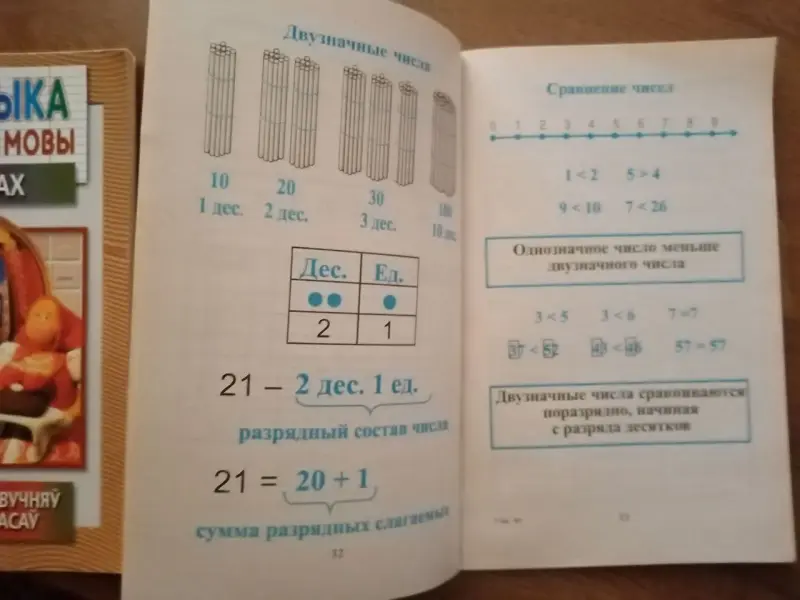 ЫКА
МОВЫ
АХ
ВУЧНЯЎ
АСАЎ
Двузначные числа
10 20 30 100
1 дес. 2 дес. 3 дес. 10 дес.
Дес. Ед.
2 1
21 – 2 дес. 1 ед.
разрядный состав числа
21 = 20 + 1
сумма разрядных слагаемых
32
Сравнение чисел
0 1 2 3 4 5 6 7 8 9
1 < 2 5 > 4
9 < 10 7 < 26
Однозначное число меньше
двузначного числа
3 < 5 3 < 6 7 =7
37 < 52 43 < 46 57 = 57
Двузначные числа сравниваются
поразрядно, начиная
с разряда десятков
33